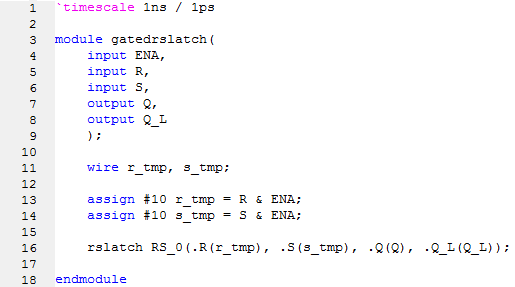 1 `timescale 1ns / 1ps
2
3 module gatedrslatch(
4     input ENA,
5     input R,
6     input S,
7     output Q,
8     output Q_L
9     );
10
11     wire r_tmp, s_tmp;
12
13     assign #10 r_tmp = R & ENA;
14     assign #10 s_tmp = S & ENA;
15
16     rslatch RS_0(.R(r_tmp), .S(s_tmp), .Q(Q), .Q_L(Q_L));
17
18 endmodule